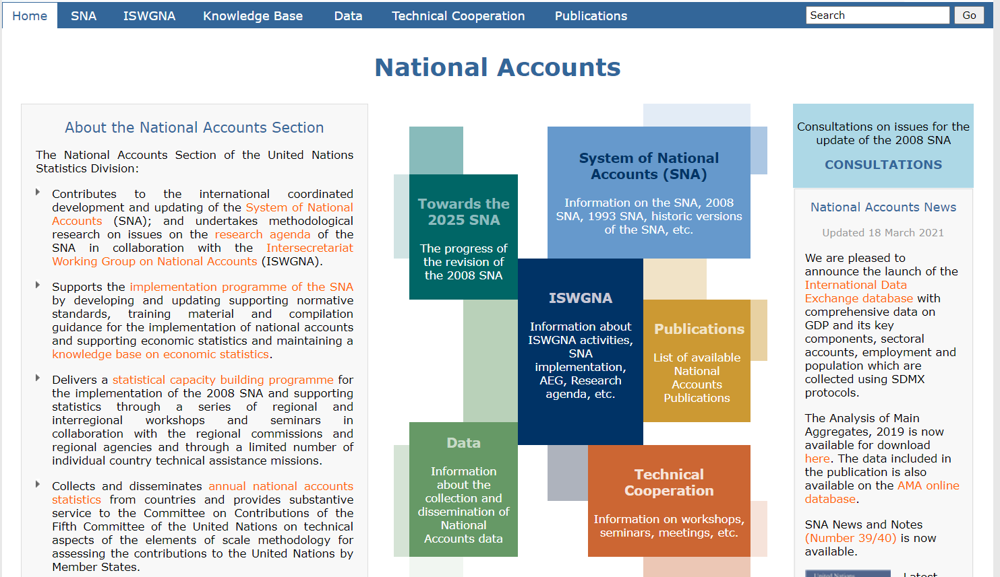 Home SNA ISWGNA Knowledge Base Data Technical Cooperation Publications Search Go
National Accounts
About the National Accounts Section
The National Accounts Section of the United Nations
Statistics Division:
Contributes to the international coordinated
development and updating of the System of National
Accounts (SNA); and undertakes methodological
research on issues on the research agenda of the
SNA in collaboration with the Intersecretariat
Working Group on National Accounts (ISWGNA).
Supports the implementation programme of the SNA
by developing and updating supporting normative
standards, training material and compilation
guidance for the implementation of national accounts
and supporting economic statistics and maintaining a
knowledge base on economic statistics.
Delivers a statistical capacity building programme for
the implementation of the 2008 SNA and supporting
statistics through a series of regional and
interregional workshops and seminars in
collaboration with the regional commissions and
regional agencies and through a limited number of
individual country technical assistance missions.
Collects and disseminates annual national accounts
statistics from countries and provides substantive
service to the Committee on Contributions of the
Fifth Committee of the United Nations on technical
aspects of the elements of scale methodology for
assessing the contributions to the United Nations by
Member States.
Towards the
2025 SNA
The progress of
the revision of
the 2008 SNA
System of National
Accounts (SNA)
Information on the SNA, 2008
SNA, 1993 SNA, historic versions
of the SNA, etc.
ISWGNA
Information about
ISWGNA activities,
SNA
implementation,
AEG, Research
agenda, etc.
Publications
List of available
National
Accounts
Publications
Data
Information
about the
collection and
dissemination of
National
Accounts data
Technical
Cooperation
Information on workshops,
seminars, meetings, etc.
Consultations on issues for the
update of the 2008 SNA
CONSULTATIONS
National Accounts News
Updated 18 March 2021
We are pleased to
announce the launch of the
International Data
Exchange database with
comprehensive data on
GDP and its key
components, sectoral
accounts, employment and
population which are
collected using SDMX
protocols.
The Analysis of Main
Aggregates, 2019 is now
available for download
here. The data included in
the publication is also
available on the AMA online
database.
SNA News and Notes
(Number 39/40) is now
available.
United Nations
Latest